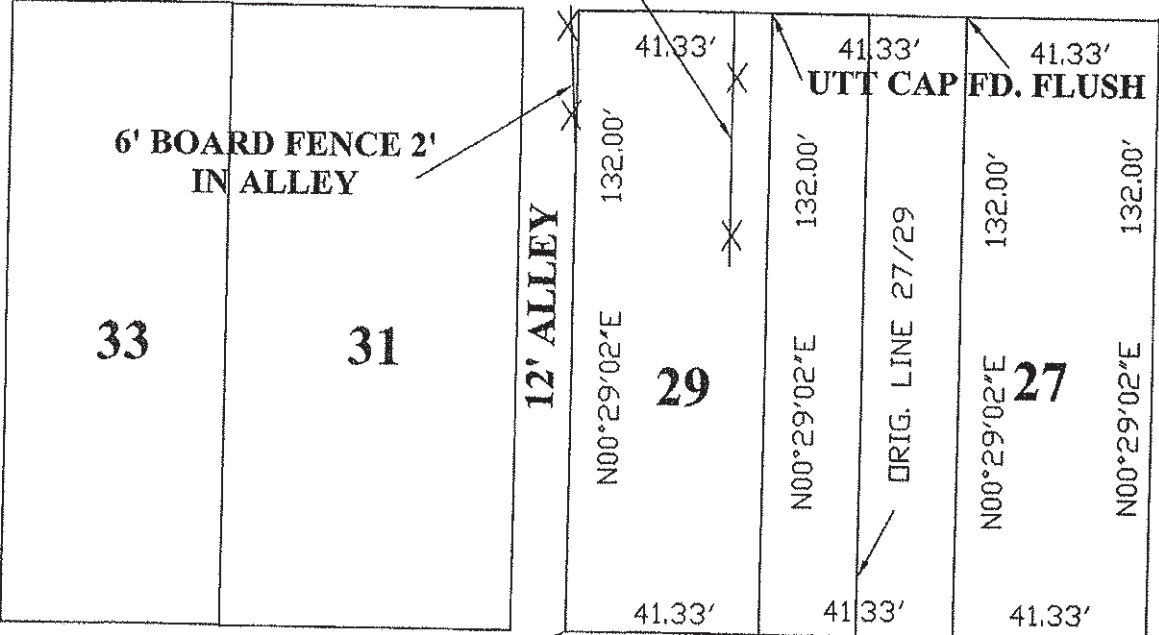 41.33'
41.33'
41.33'
UTT CAP FD. FLUSH
6' BOARD FENCE 2'
IN ALLEY
132.00'
132.00'
132.00'
132.00'
12' ALLEY
ORIG. LINE 27/29
33
31
29
27
N00°29'02"E
N00°29'02"E
N00°29'02"E
N00°29'02"E
41.33'
41.33'
41.33'